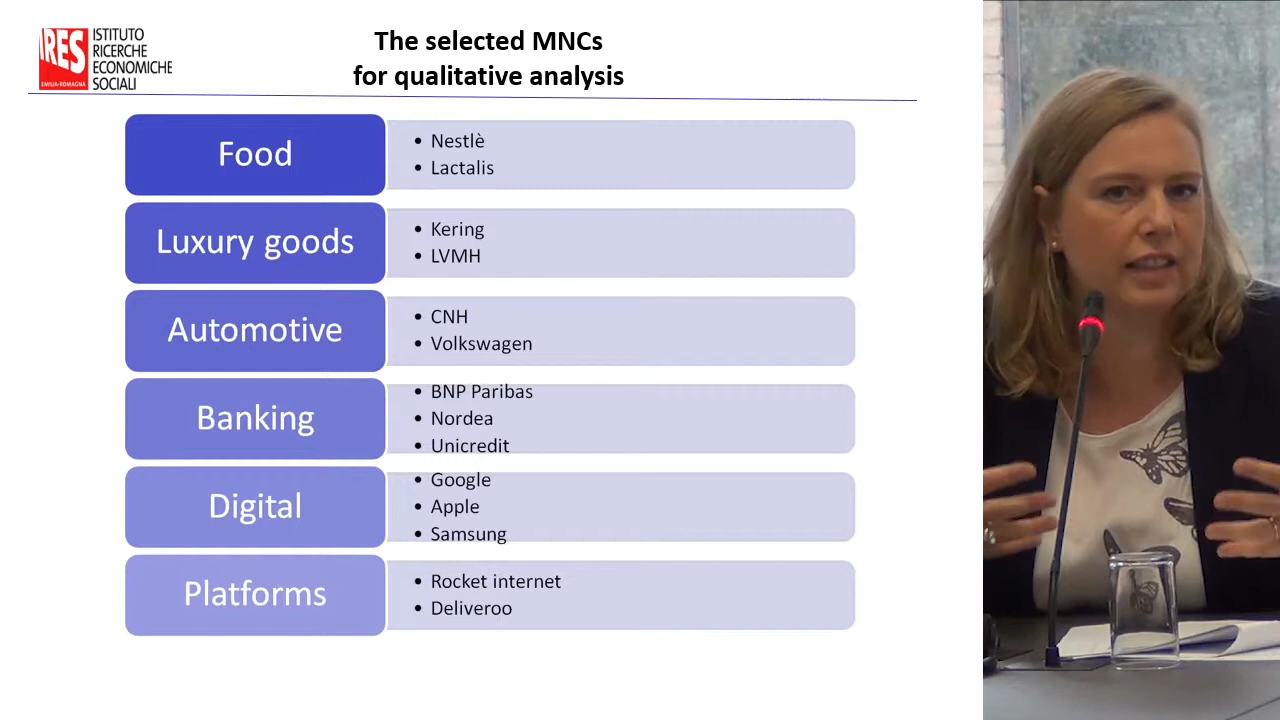 IRES
EMILIA-ROMAGNA
ISTITUTO
RICERCHE
ECONOMICHE
SOCIALI
The selected MNCs
for qualitative analysis
Food
• Nestlè
• Lactalis
Luxury goods
• Kering
• LVMH
Automotive
• CNH
• Volkswagen
Banking
• BNP Paribas
• Nordea
• Unicredit
Digital
• Google
• Apple
• Samsung
Platforms
• Rocket internet
• Deliveroo